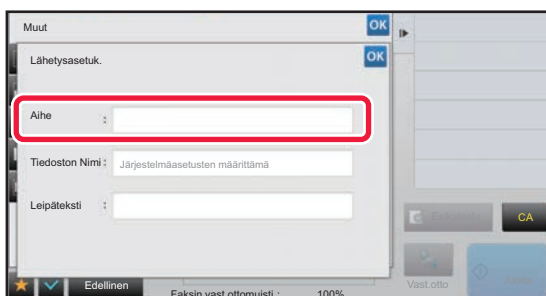 Muut
OK
Lähetysasetuk.
OK
Aihe :
Tiedoston Nimi : Järjestelmäasetusten määrittämä
Leipäteksti :
CA
Edellinen
Faksin vast.ottomuisti : 100%
Vast.otto